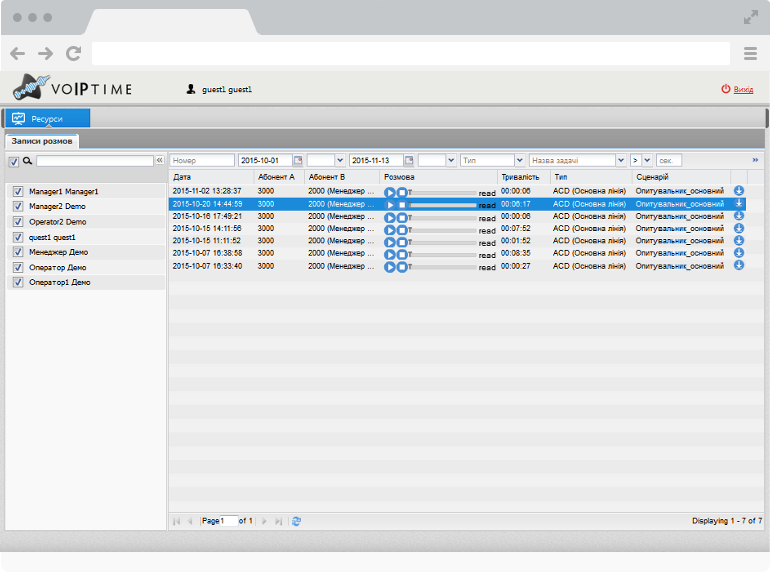 VOIPTIME
guest1 guest1
Вихід
Ресурси
Записи розмов
Номер 2015-10-01 2015-11-13 Тип Назва задачі > сек.
Дата Абонент А Абонент В Розмова Тривалість Тип Сценарій
Manager1 Manager1
Manager2 Demo
Operator2 Demo
guest1 guest1
Менеджер Демо
Оператор Демо
Оператор1 Демо
2015-11-02 13:28:37 3000 2000 (Менеджер ... read 00:00:06 ACD (Основна лінія) Опитувальник_основний
2015-10-20 14:44:59 3000 2000 (Менеджер ... read 00:06:17 ACD (Основна лінія) Опитувальник_основний
2015-10-16 17:49:21 3000 2000 (Менеджер ... read 00:00:06 ACD (Основна лінія) Опитувальник_основний
2015-10-15 14:11:56 3000 2000 (Менеджер ... read 00:07:52 ACD (Основна лінія) Опитувальник_основний
2015-10-15 11:11:52 3000 2000 (Менеджер ... read 00:01:52 ACD (Основна лінія) Опитувальник_основний
2015-10-07 16:38:58 3000 2000 (Менеджер ... read 00:08:35 ACD (Основна лінія) Опитувальник_основний
2015-10-07 16:33:40 3000 2000 (Менеджер ... read 00:00:27 ACD (Основна лінія) Опитувальник_основний
Page 1 of 1
Displaying 1 - 7 of 7